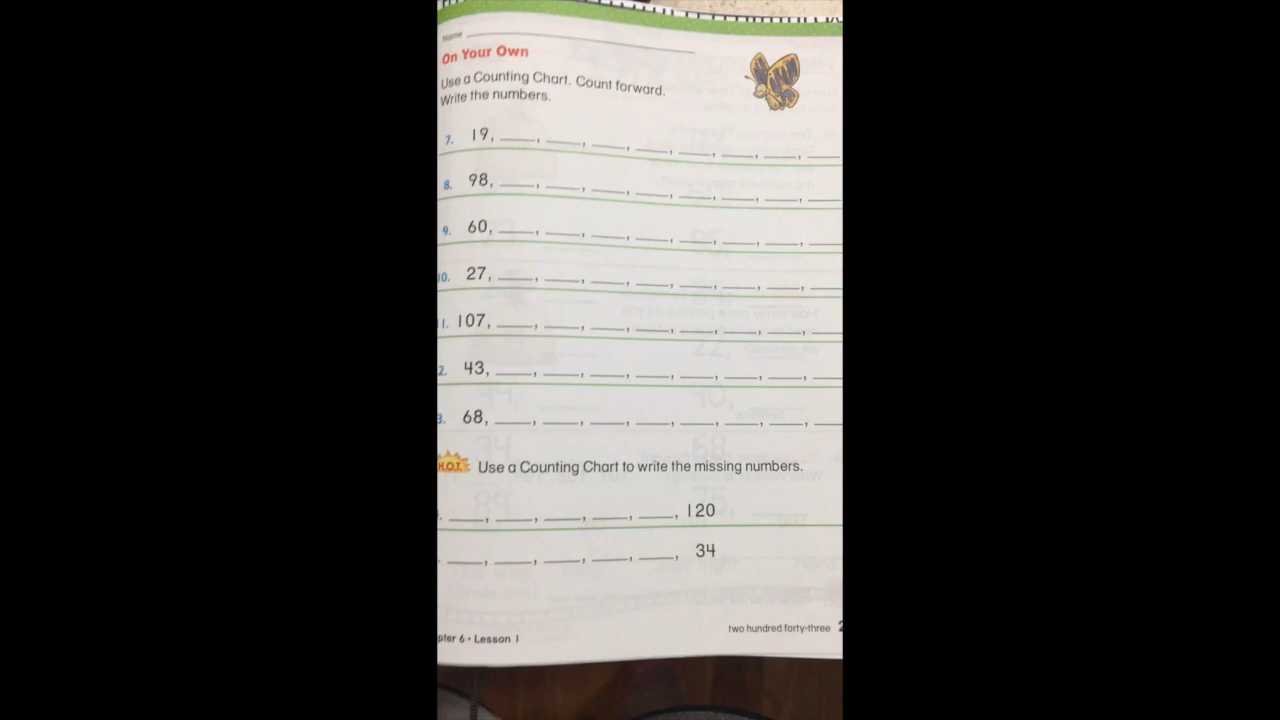 Name
On Your Own
Use a Counting Chart. Count forward.
Write the numbers.
7. 19, ___, ___, ___, ___, ___, ___, ___, ___
8. 98, ___, ___, ___, ___, ___, ___, ___, ___
9. 60, ___, ___, ___, ___, ___, ___, ___, ___
10. 27, ___, ___, ___, ___, ___, ___, ___, ___
11. 107, ___, ___, ___, ___, ___, ___, ___, ___
2. 43, ___, ___, ___, ___, ___, ___, ___, ___
3. 68, ___, ___, ___, ___, ___, ___, ___, ___
H.O.T. Use a Counting Chart to write the missing numbers.
. ___, ___, ___, ___, ___, 120
. ___, ___, ___, ___, ___, 34
two hundred forty-three 2
pter 6 • Lesson 1